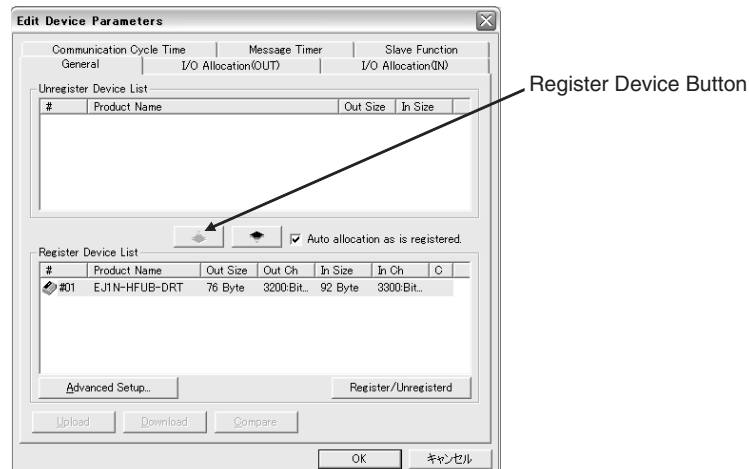 Edit Device Parameters
Communication Cycle Time Message Timer Slave Function
General I/O Allocation(OUT) I/O Allocation(IN)
Register Device Button
Unregister Device List
# Product Name Out Size In Size
Auto allocation as is registered.
Register Device List
# Product Name Out Size Out Ch In Size In Ch C
#01 EJ1N-HFUB-DRT 76 Byte 3200:Bit... 92 Byte 3300:Bit...
Advanced Setup... Register/Unregisterd
Upload Download Compare
OK キャンセル